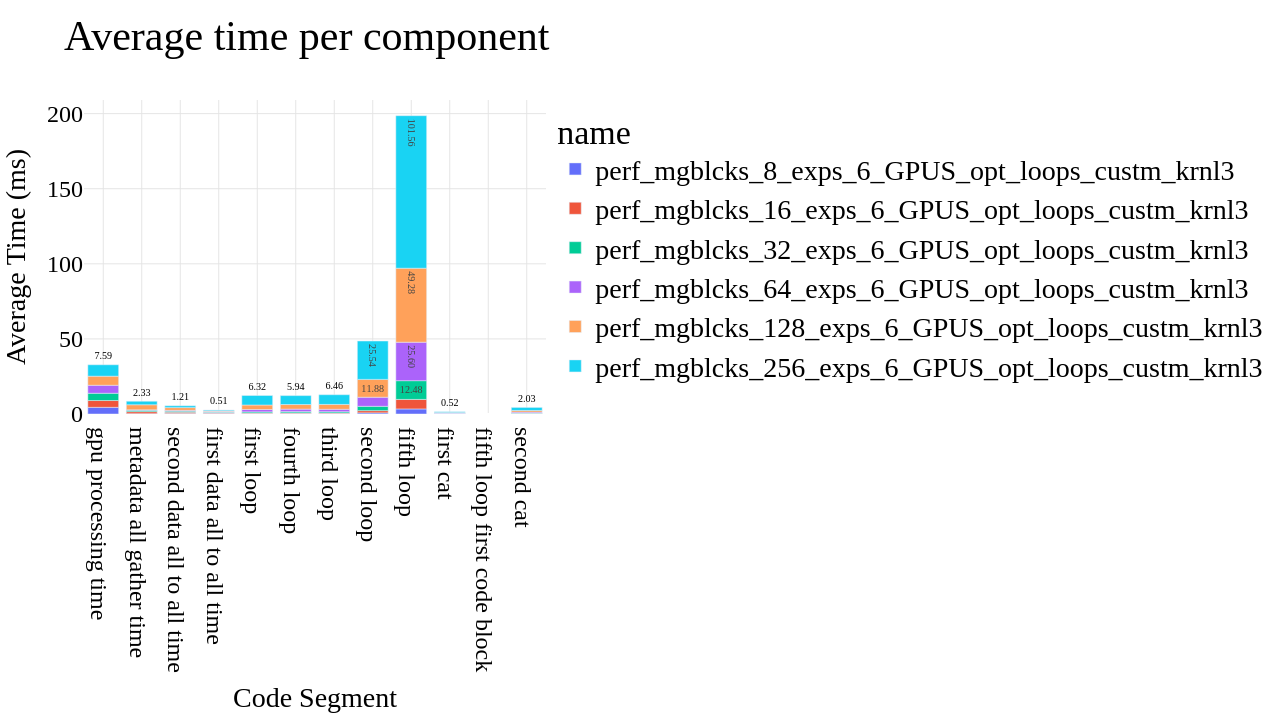 Average time per component
200
150
100
50
0
Average Time (ms)
7.59
2.33
1.21
0.51
6.32
5.94
6.46
25.54
11.88
101.56
49.28
25.60
12.48
0.52
2.03
gpu processing time
metadata all gather time
second data all to all time
first data all to all time
first loop
fourth loop
third loop
second loop
fifth loop
first cat
fifth loop first code block
second cat
Code Segment
name
perf_mgblcks_8_exps_6_GPUS_opt_loops_custm_krnl3
perf_mgblcks_16_exps_6_GPUS_opt_loops_custm_krnl3
perf_mgblcks_32_exps_6_GPUS_opt_loops_custm_krnl3
perf_mgblcks_64_exps_6_GPUS_opt_loops_custm_krnl3
perf_mgblcks_128_exps_6_GPUS_opt_loops_custm_krnl3
perf_mgblcks_256_exps_6_GPUS_opt_loops_custm_krnl3